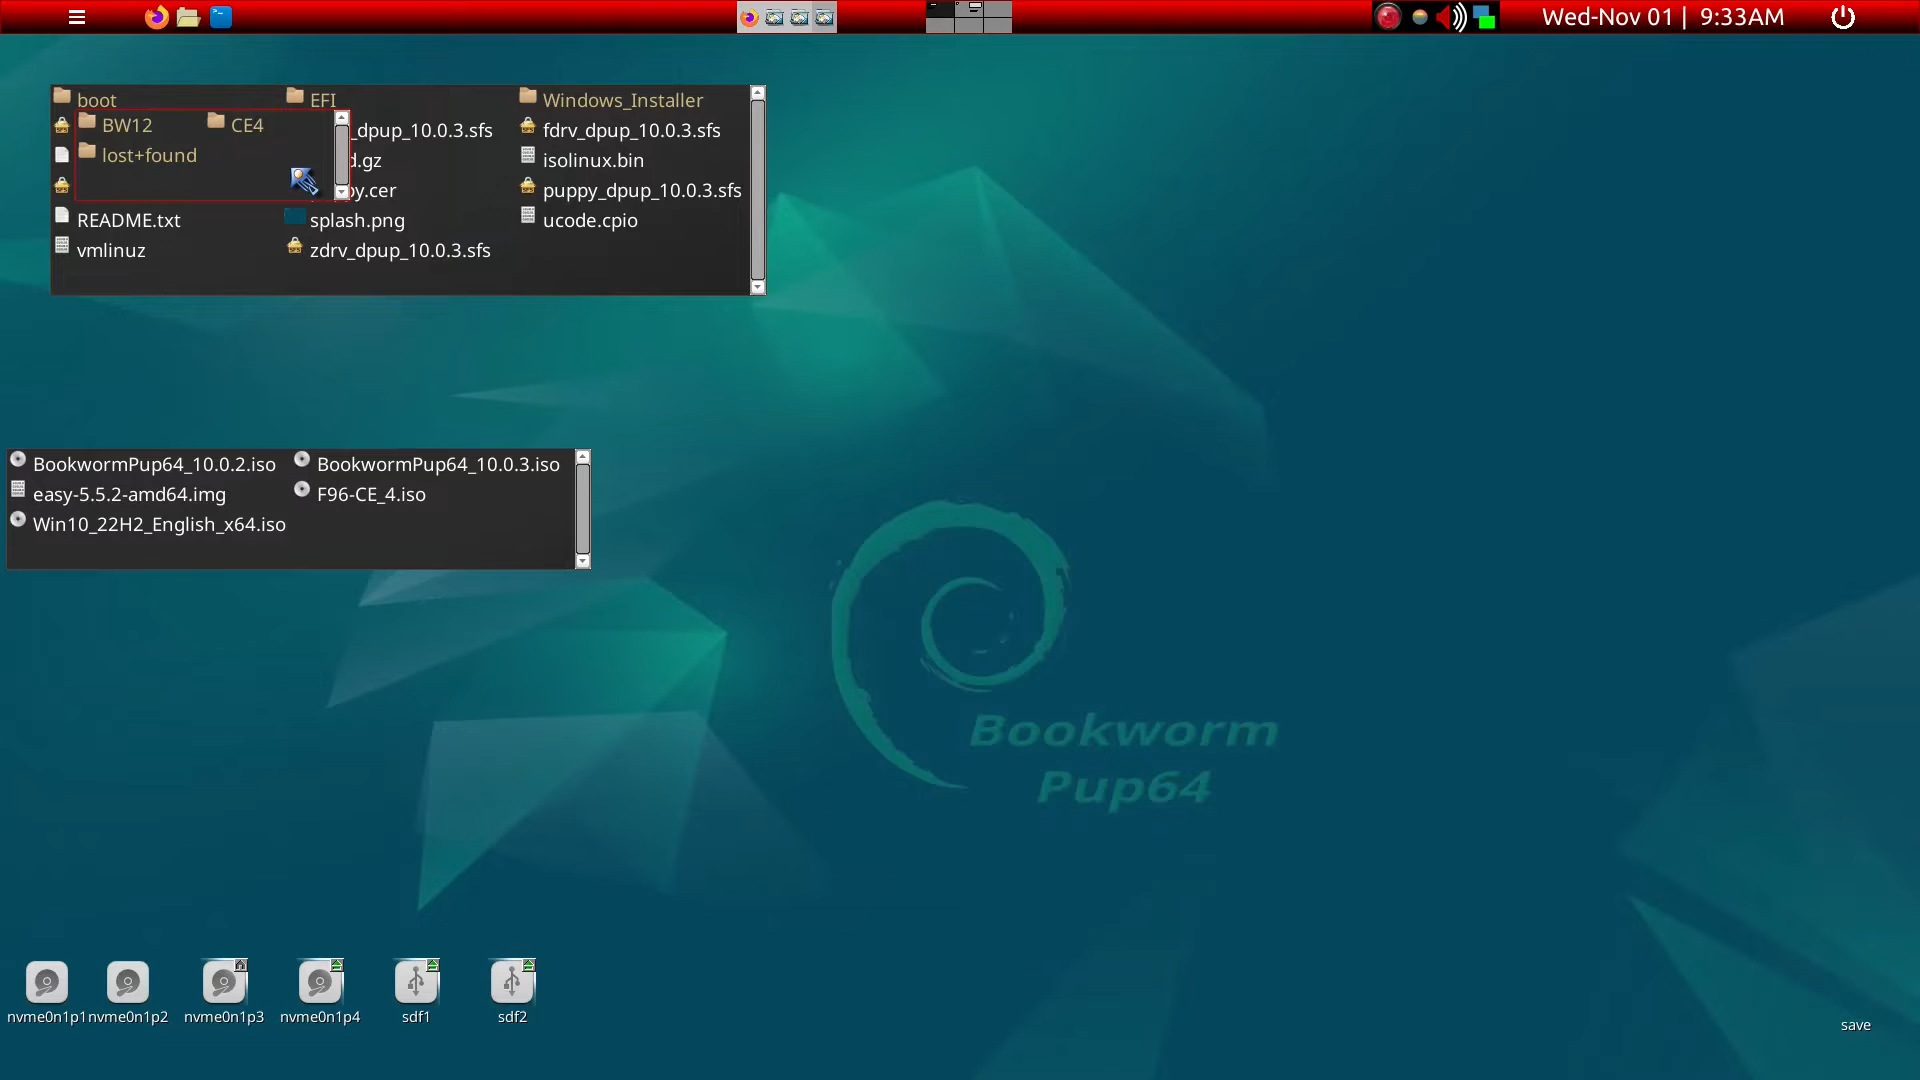 Wed-Nov 01 | 9:33AM
boot EFI Windows_Installer
BW12 CE4
_dpup_10.0.3.sfs fdrv_dpup_10.0.3.sfs
lost+found
d.gz isolinux.bin
y.cer puppy_dpup_10.0.3.sfs
README.txt splash.png ucode.cpio
vmlinuz zdrv_dpup_10.0.3.sfs
BookwormPup64_10.0.2.iso BookwormPup64_10.0.3.iso
easy-5.5.2-amd64.img F96-CE_4.iso
Win10_22H2_English_x64.iso
Bookworm
Pup64
nvme0n1p1 nvme0n1p2 nvme0n1p3 nvme0n1p4 sdf1 sdf2
save